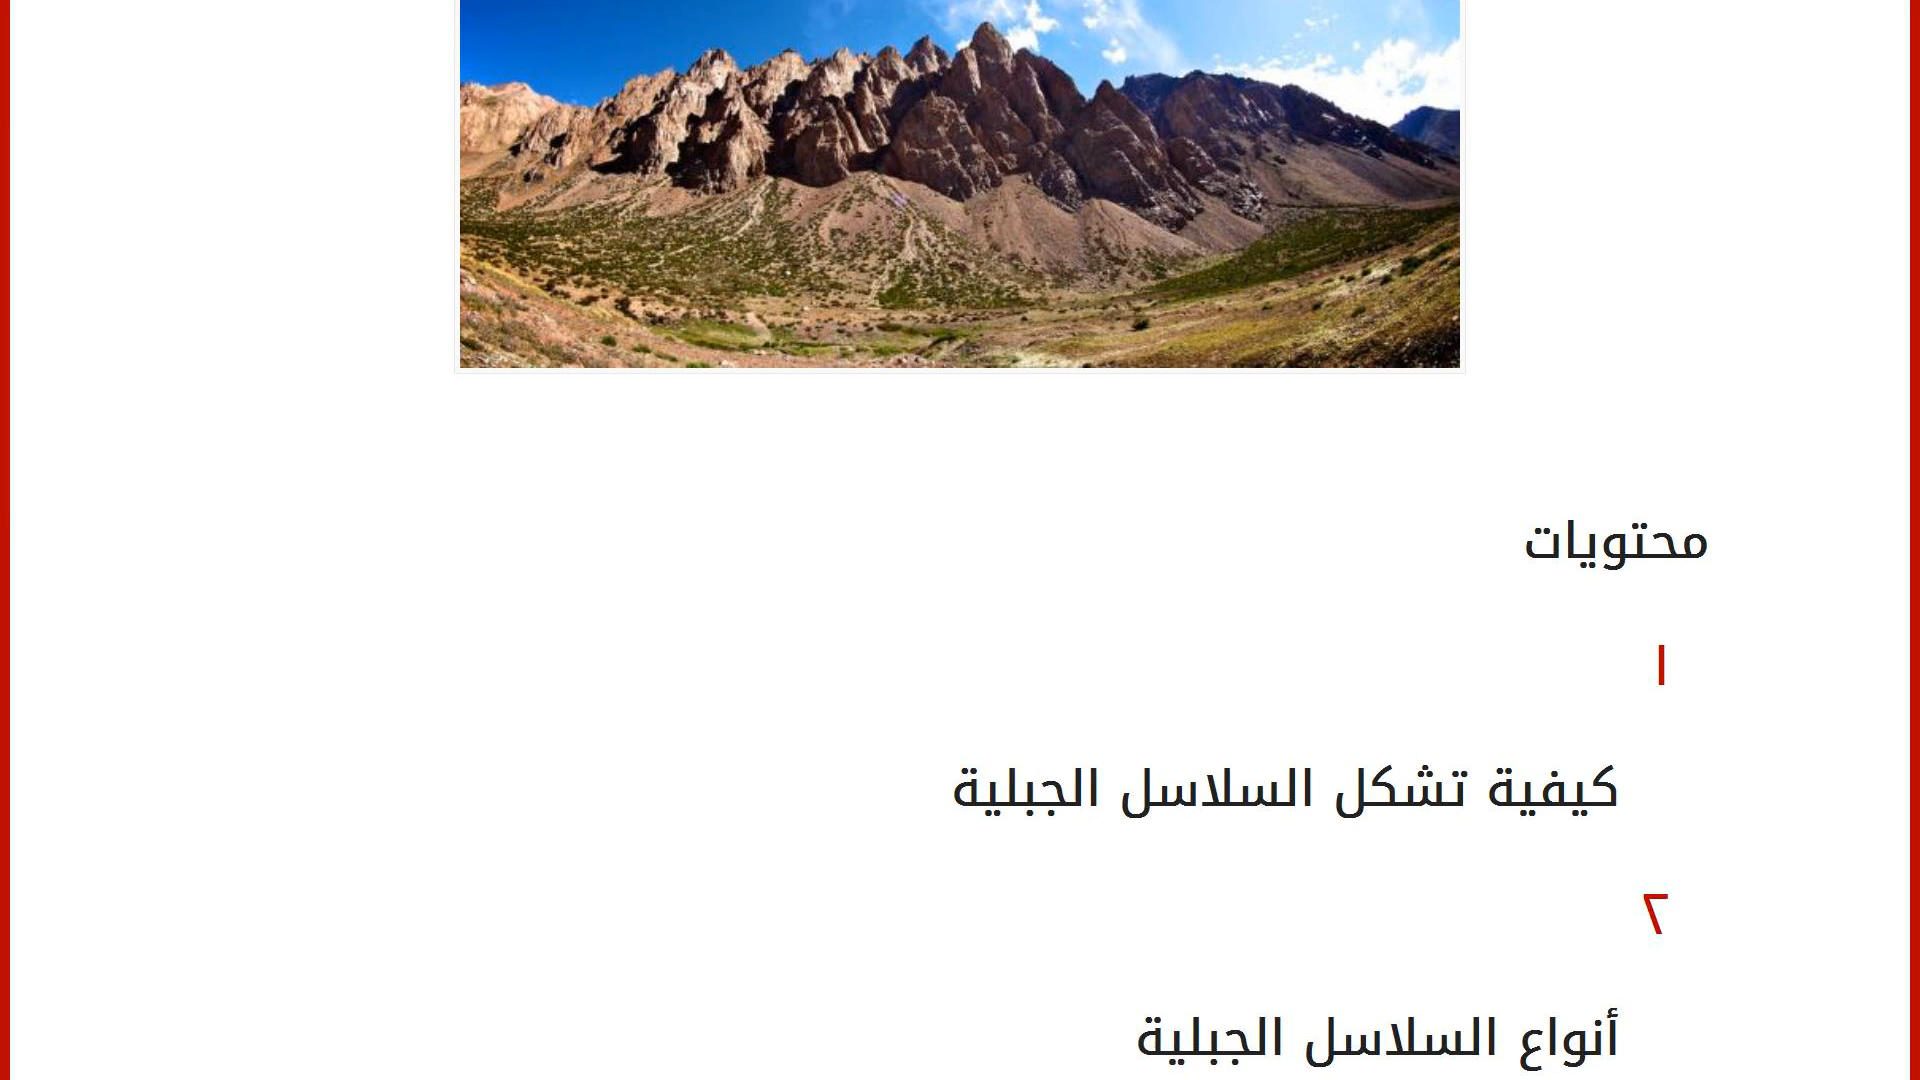 محتويات
١
كيفية تشكل السلاسل الجبلية
٢
أنواع السلاسل الجبلية